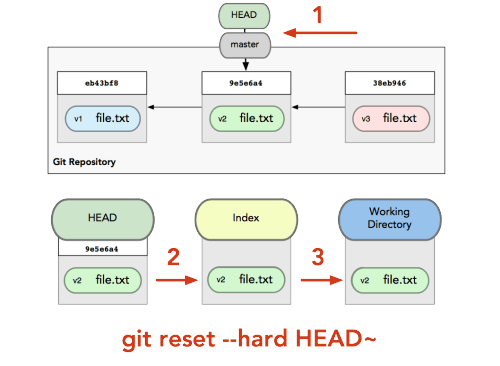 HEAD
1
master
eb43bf8
9e5e6a4
38eb946
v1 file.txt
v2 file.txt
v3 file.txt
Git Repository
HEAD
Index
Working
Directory
9e5e6a4
2
3
v2 file.txt
v2 file.txt
v2 file.txt
git reset --hard HEAD~